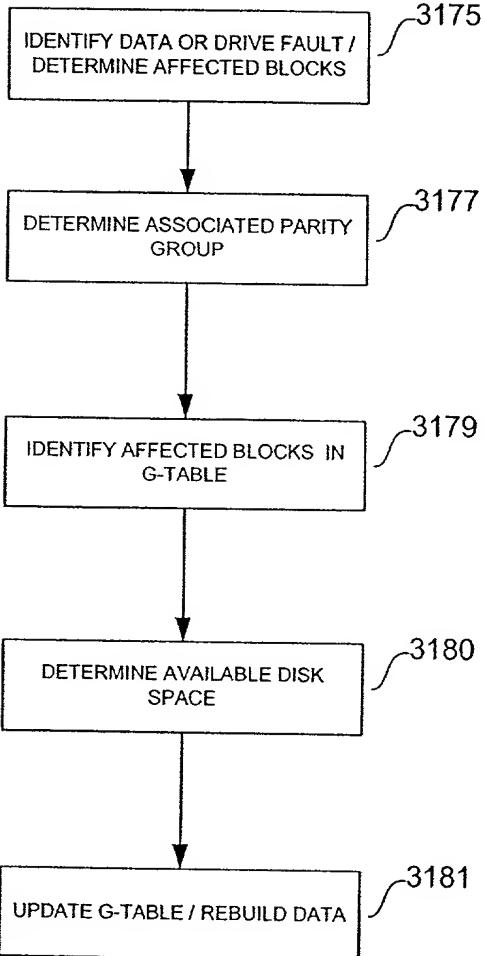 3175
IDENTIFY DATA OR DRIVE FAULT /
DETERMINE AFFECTED BLOCKS
3177
DETERMINE ASSOCIATED PARITY
GROUP
3179
IDENTIFY AFFECTED BLOCKS IN
G-TABLE
3180
DETERMINE AVAILABLE DISK
SPACE
3181
UPDATE G-TABLE / REBUILD DATA